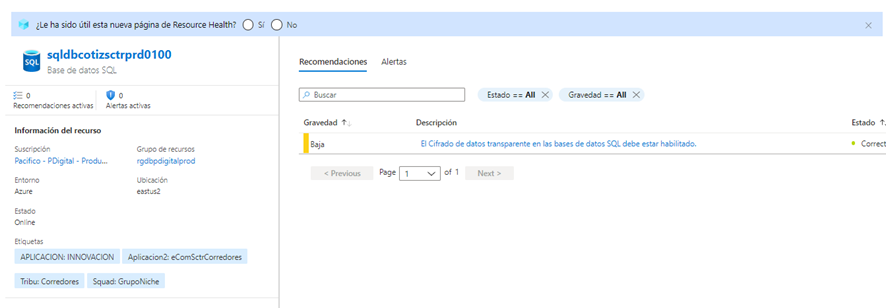 ¿Le ha sido útil esta nueva página de Resource Health? Sí No
SQL
sqldbcotizsctrprd0100
Base de datos SQL
0
Recomendaciones activas
0
Alertas activas
Información del recurso
Suscripción
Pacifico - PDigital - Produ...
Grupo de recursos
rgdbpdigitalprod
Entorno
Azure
Ubicación
eastus2
Estado
Online
Etiquetas
APLICACION: INNOVACION
Aplicacion2: eComSctrCorredores
Tribu: Corredores
Squad: GrupoNiche
Recomendaciones Alertas
Buscar
Estado == All
Gravedad == All
Gravedad Descripción Estado
Baja El Cifrado de datos transparente en las bases de datos SQL debe estar habilitado. Correct
< Previous Page 1 of 1 Next >